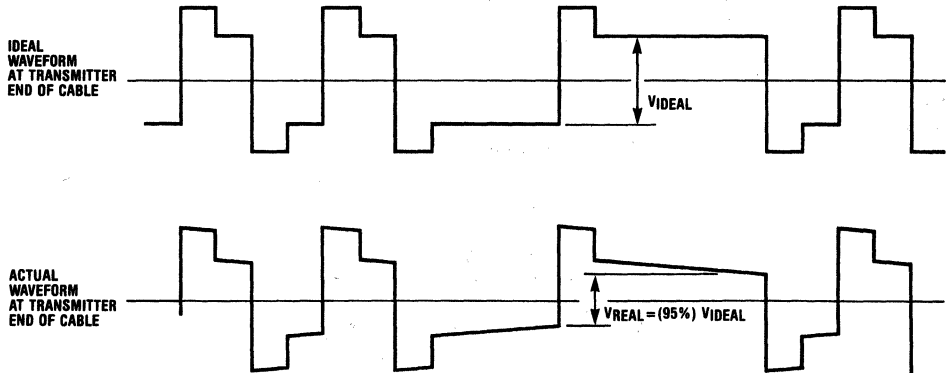 IDEAL
WAVEFORM
AT TRANSMITTER
END OF CABLE
VIDEAL
ACTUAL
WAVEFORM
AT TRANSMITTER
END OF CABLE
VREAL=(95%) VIDEAL